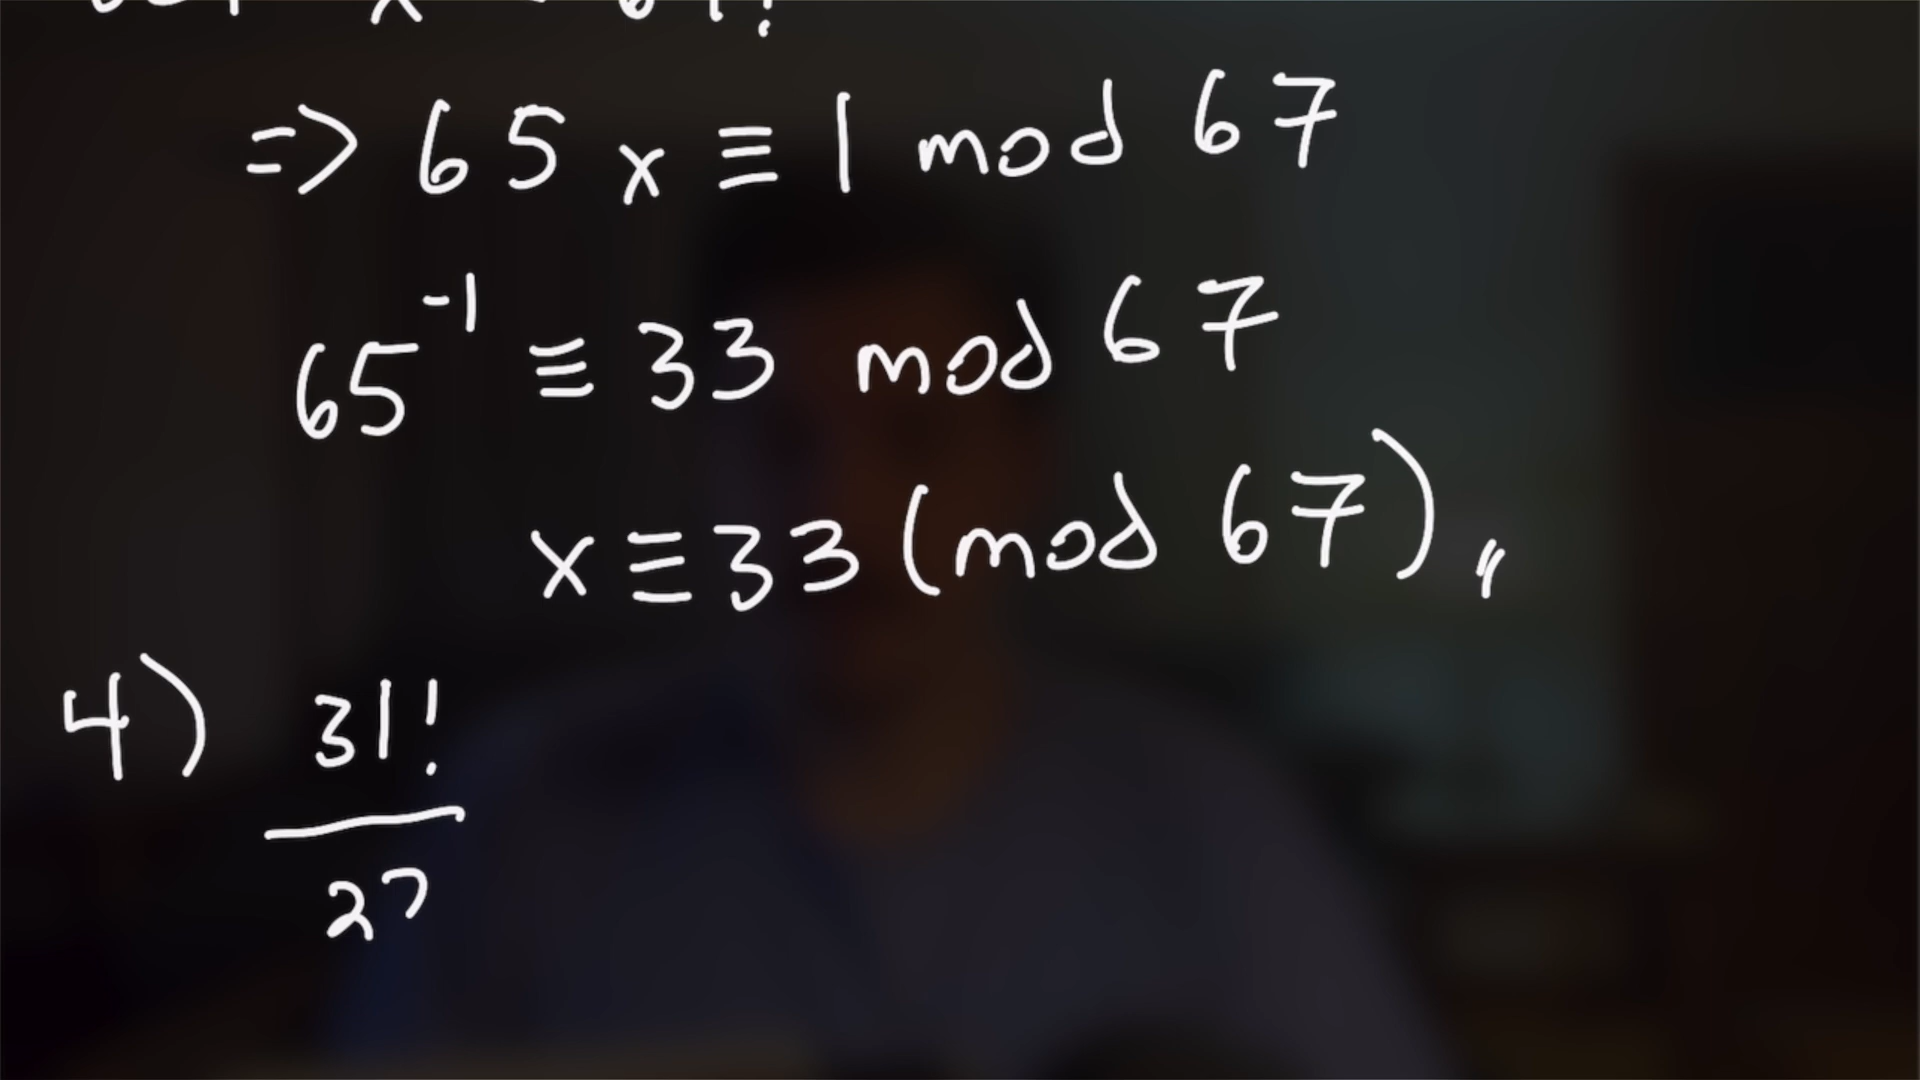 => 65 x ≡ 1 mod 67
65⁻¹ ≡ 33 mod 67
x ≡ 33 (mod 67)
4) 31!